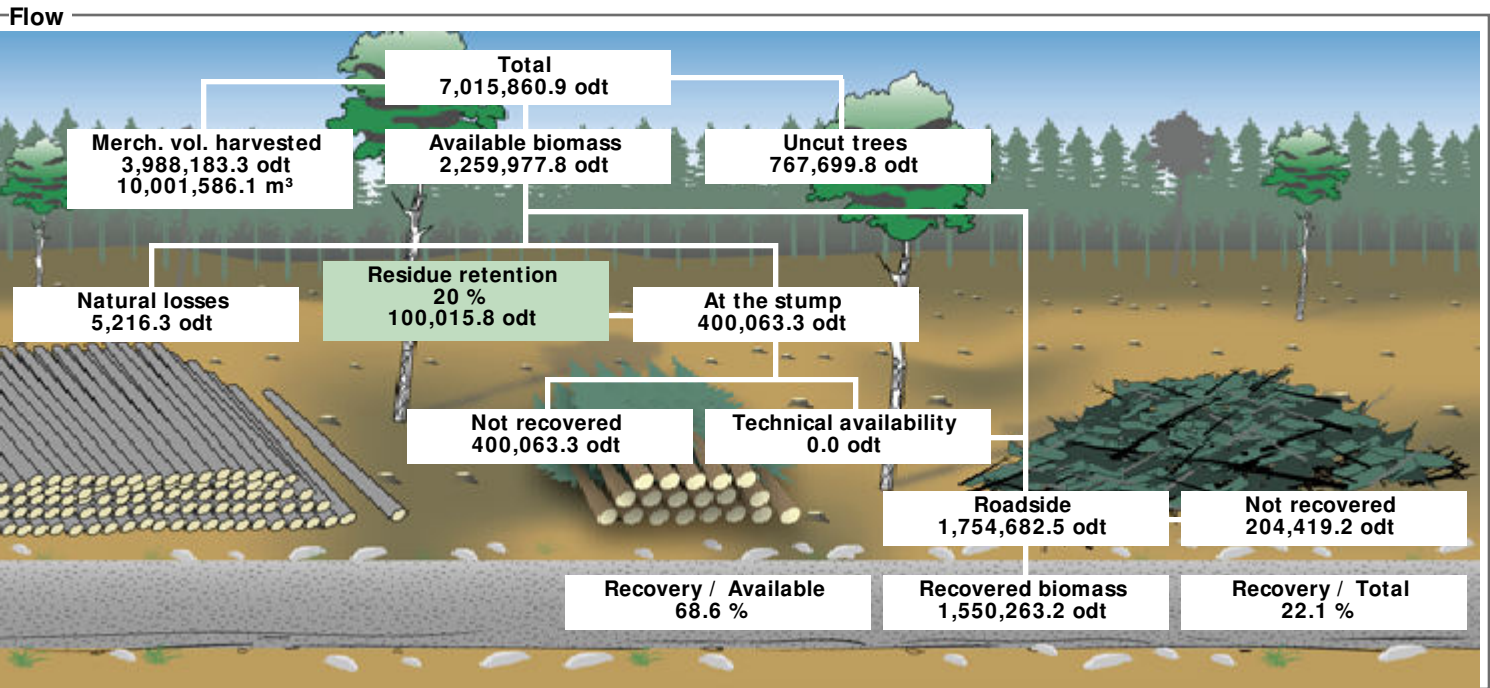 Flow
Total
7,015,860.9 odt
Merch. vol. harvested
3,988,183.3 odt
10,001,586.1 m³
Available biomass
2,259,977.8 odt
Uncut trees
767,699.8 odt
Natural losses
5,216.3 odt
Residue retention
20 %
100,015.8 odt
At the stump
400,063.3 odt
Not recovered
400,063.3 odt
Technical availability
0.0 odt
Roadside
1,754,682.5 odt
Not recovered
204,419.2 odt
Recovery / Available
68.6 %
Recovered biomass
1,550,263.2 odt
Recovery / Total
22.1 %